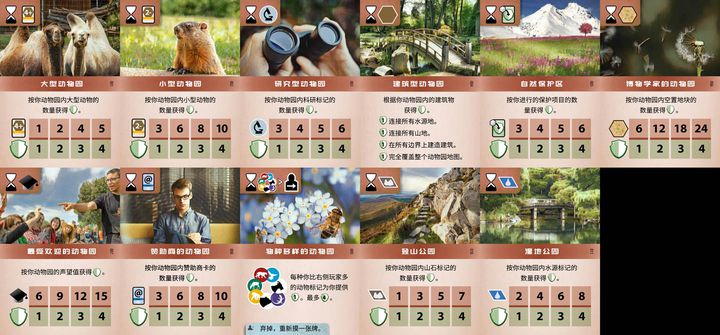 大型动物园
按你动物园内大型动物的
数量获得 。
1 2 4 5
1 2 3 4
小型动物园
按你动物园内小型动物的
数量获得 。
3 6 8 10
1 2 3 4
研究型动物园
按你动物园内科研标记的
数量获得 。
3 4 5 6
1 2 3 4
建筑型动物园
根据你动物园内的建筑物
获得 。
1 连接所有水源地。
1 连接所有山地。
1 在所有边界上建造建筑。
1 完全覆盖整个动物园地图。
自然保护区
按你进行的保护项目的数
量获得 。
3 4 5 6
1 2 3 4
博物学家的动物园
按你动物园内空置地块的
数量获得 。
6 12 18 24
1 2 3 4
最受欢迎的动物园
按你动物园的声望值获得 。
6 9 12 15
1 2 3 4
赞助商的动物园
按你动物园内赞助商卡的
数量获得 。
3 6 8 10
1 2 3 4
物种多样的动物园
每种你比右侧玩家多
的动物标记为你提供
1 。最多 4 。
弃掉，重新摸一张牌。
登山公园
按你动物园内山石标记的
数量获得 。
1 3 5 7
1 2 3 4
湿地公园
按你动物园内水源标记的
数量获得 。
2 4 6 8
1 2 3 4